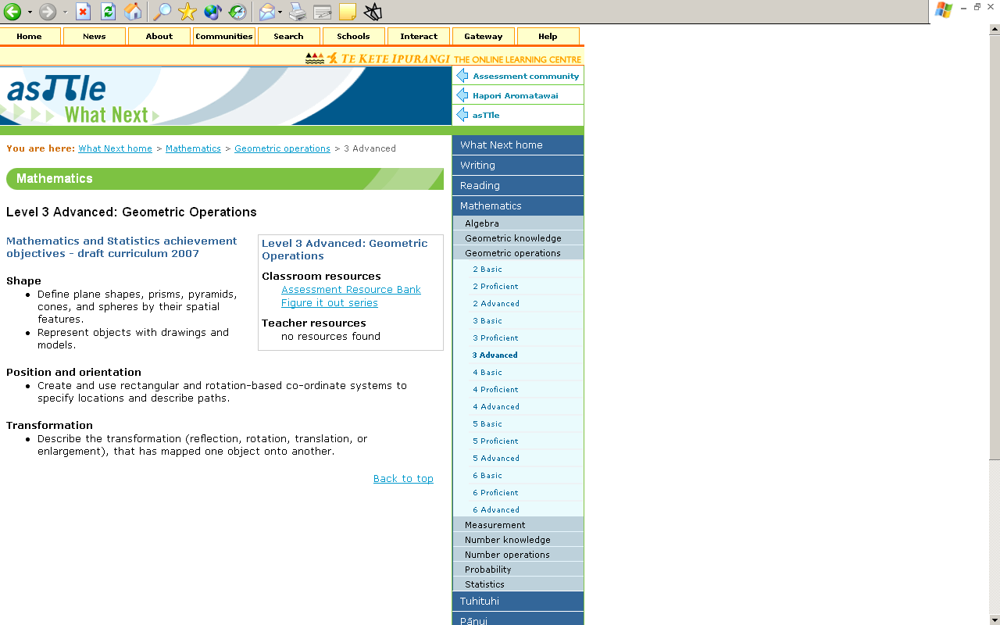 Home News About Communities Search Schools Interact Gateway Help
TE KETE IPURANGI THE ONLINE LEARNING CENTRE
asTTle
What Next
Assessment community
Hapori Aromatawai
asTTle
You are here: What Next home > Mathematics > Geometric operations > 3 Advanced
Mathematics
Level 3 Advanced: Geometric Operations
Mathematics and Statistics achievement
objectives - draft curriculum 2007
Shape
• Define plane shapes, prisms, pyramids,
cones, and spheres by their spatial
features.
• Represent objects with drawings and
models.
Level 3 Advanced: Geometric
Operations
Classroom resources
Assessment Resource Bank
Figure it out series
Teacher resources
no resources found
Position and orientation
• Create and use rectangular and rotation-based co-ordinate systems to
specify locations and describe paths.
Transformation
• Describe the transformation (reflection, rotation, translation, or
enlargement), that has mapped one object onto another.
Back to top
What Next home
Writing
Reading
Mathematics
Algebra
Geometric knowledge
Geometric operations
2 Basic
2 Proficient
2 Advanced
3 Basic
3 Proficient
3 Advanced
4 Basic
4 Proficient
4 Advanced
5 Basic
5 Proficient
5 Advanced
6 Basic
6 Proficient
6 Advanced
Measurement
Number knowledge
Number operations
Probability
Statistics
Tuhituhi
Pānui